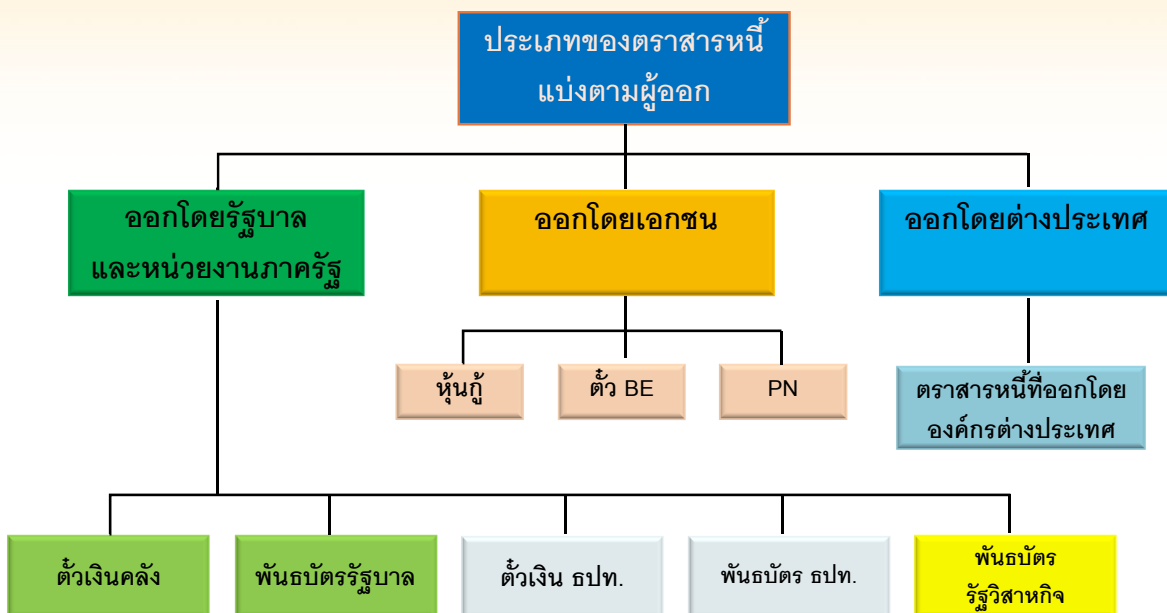 ประเภทของตราสารหนี้
แบ่งตามผู้ออก
ออกโดยรัฐบาล
และหน่วยงานภาครัฐ
ออกโดยเอกชน
ออกโดยต่างประเทศ
หุ้นกู้
ตั๋ว BE
PN
ตราสารหนี้ที่ออกโดย
องค์กรต่างประเทศ
ตั๋วเงินคลัง
พันธบัตรรัฐบาล
ตั๋วเงิน ธปท.
พันธบัตร ธปท.
พันธบัตร
รัฐวิสาหกิจ